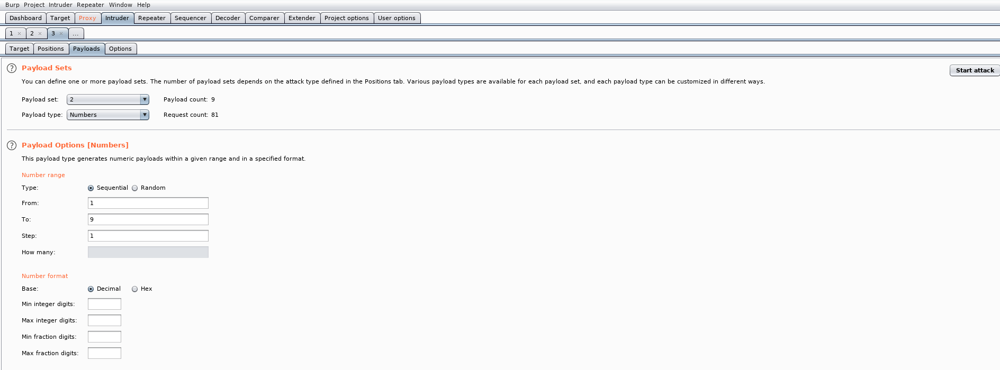 Burp Project Intruder Repeater Window Help
Dashboard Target Proxy Intruder Repeater Sequencer Decoder Comparer Extender Project options User options
1 × 2 × 3 × ...
Target Positions Payloads Options
? Payload Sets
Start attack
You can define one or more payload sets. The number of payload sets depends on the attack type defined in the Positions tab. Various payload types are available for each payload set, and each payload type can be customized in different ways.
Payload set: 2 Payload count: 9
Payload type: Numbers Request count: 81
? Payload Options [Numbers]
This payload type generates numeric payloads within a given range and in a specified format.
Number range
Type: Sequential Random
From: 1
To: 9
Step: 1
How many:
Number format
Base: Decimal Hex
Min integer digits:
Max integer digits:
Min fraction digits:
Max fraction digits: